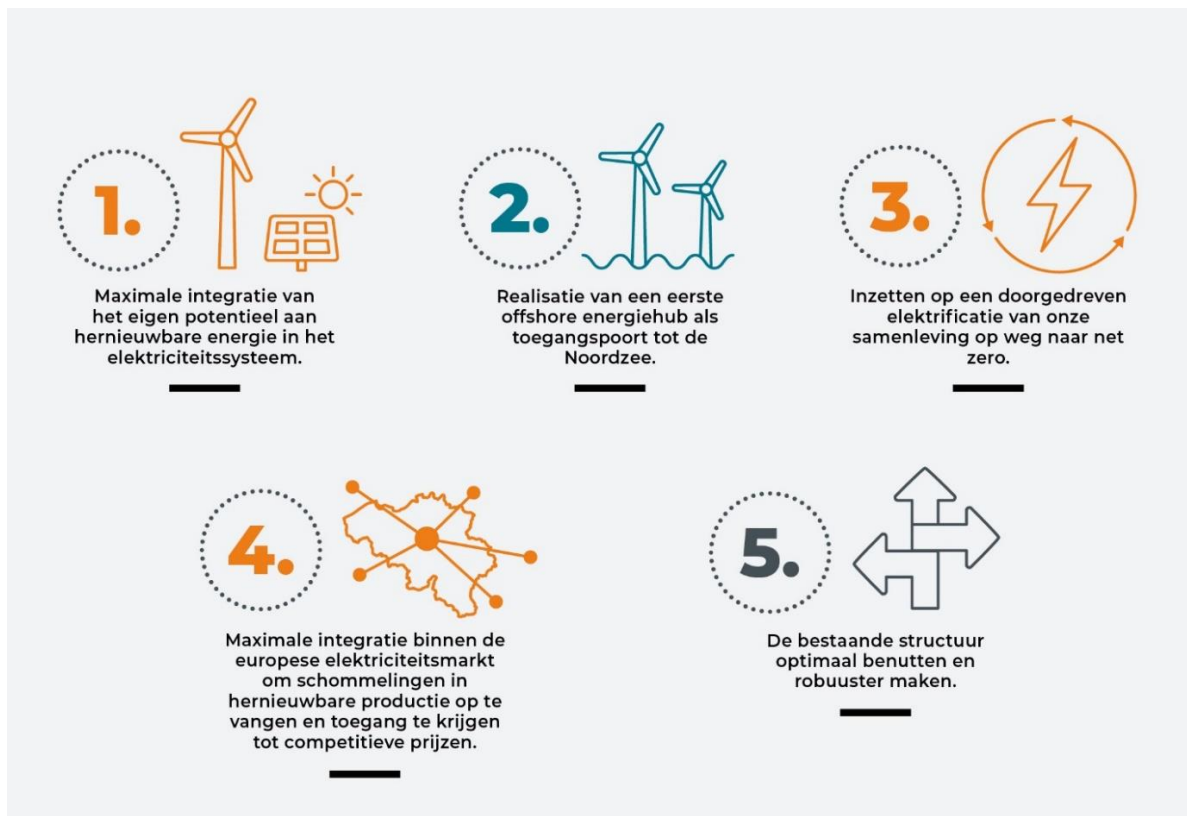 1.
Maximale integratie van
het eigen potentieel aan
hernieuwbare energie in het
elektriciteitssysteem.
2.
Realisatie van een eerste
offshore energiehub als
toegangspoort tot de
Noordzee.
3.
Inzetten op een doorgedreven
elektrificatie van onze
samenleving op weg naar net
zero.
4.
Maximale integratie binnen de
europese elektriciteitsmarkt
om schommelingen in
hernieuwbare productie op te
vangen en toegang te krijgen
tot competitieve prijzen.
5.
De bestaande structuur
optimaal benutten en
robuuster maken.